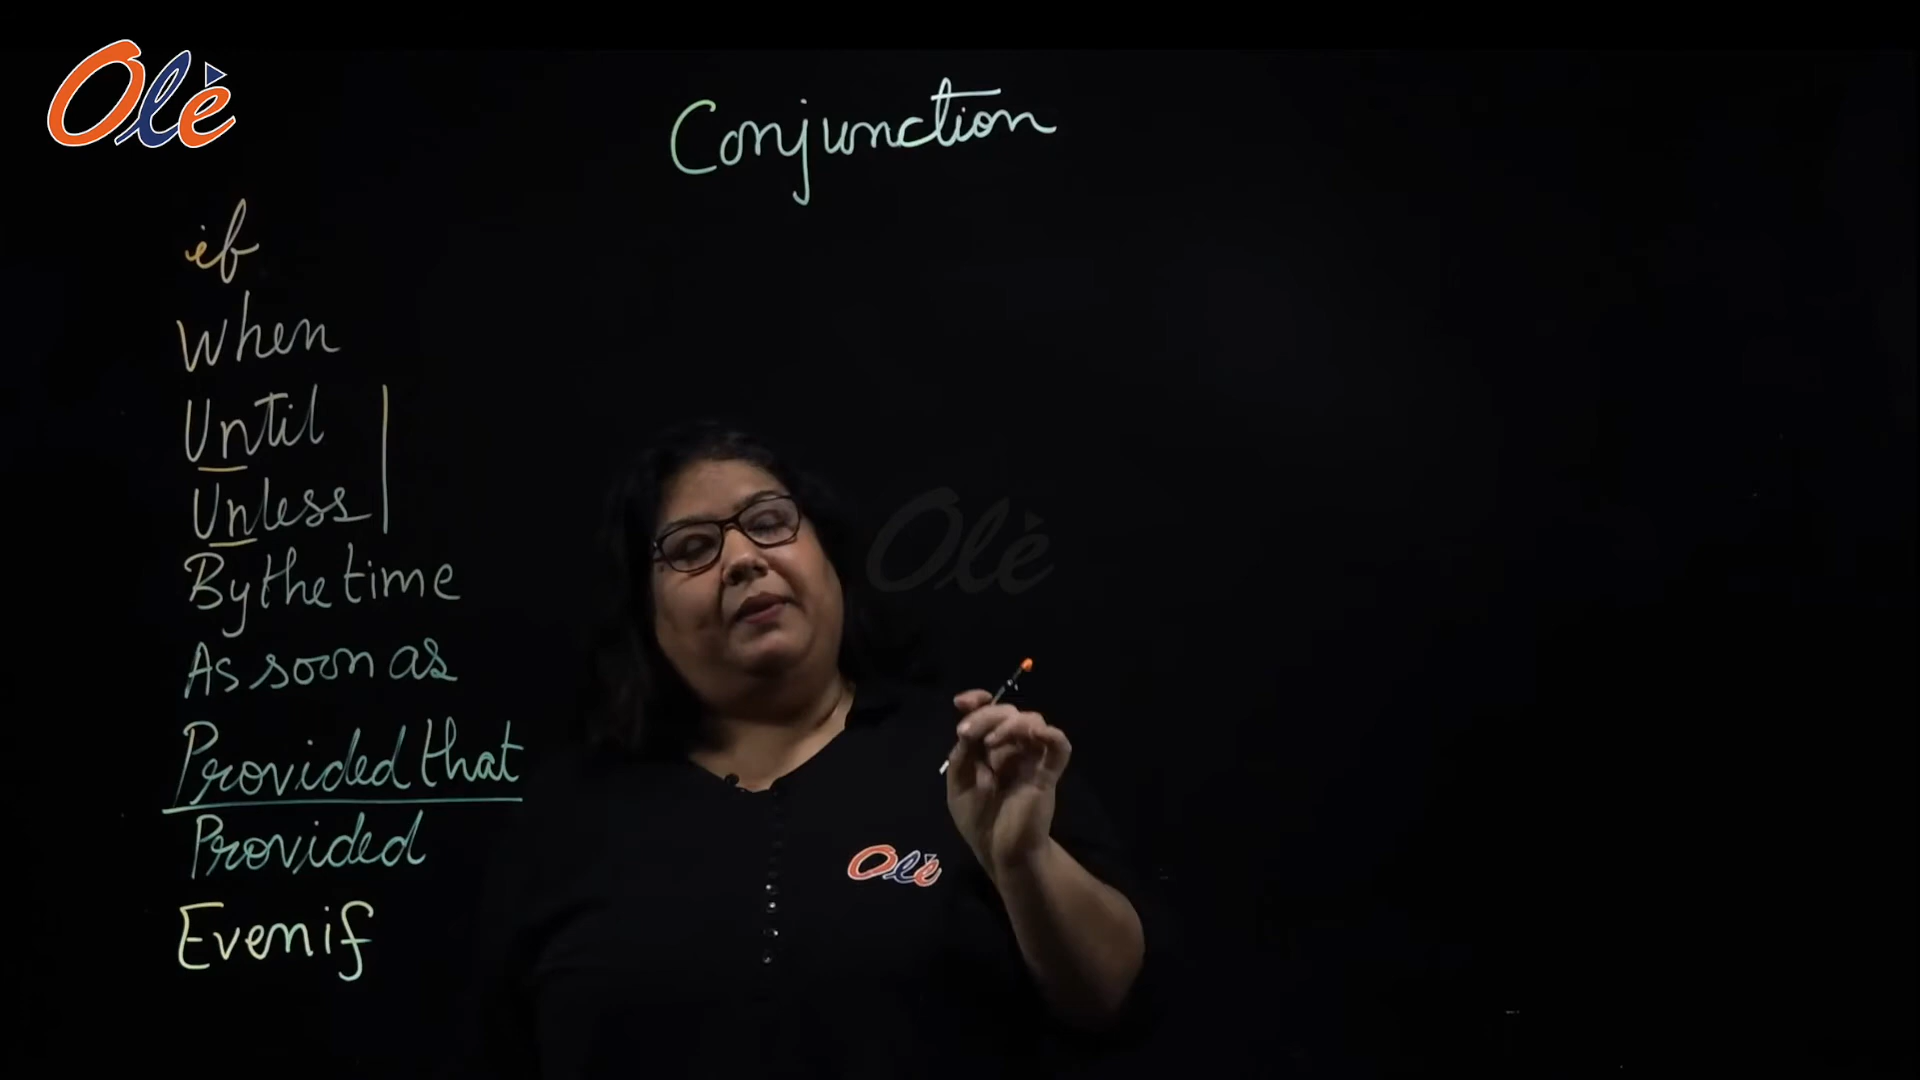 Olè
Conjunction
if
When
Until
Unless
By the time
As soon as
Provided that
Provided
Even if
Olè
Olè